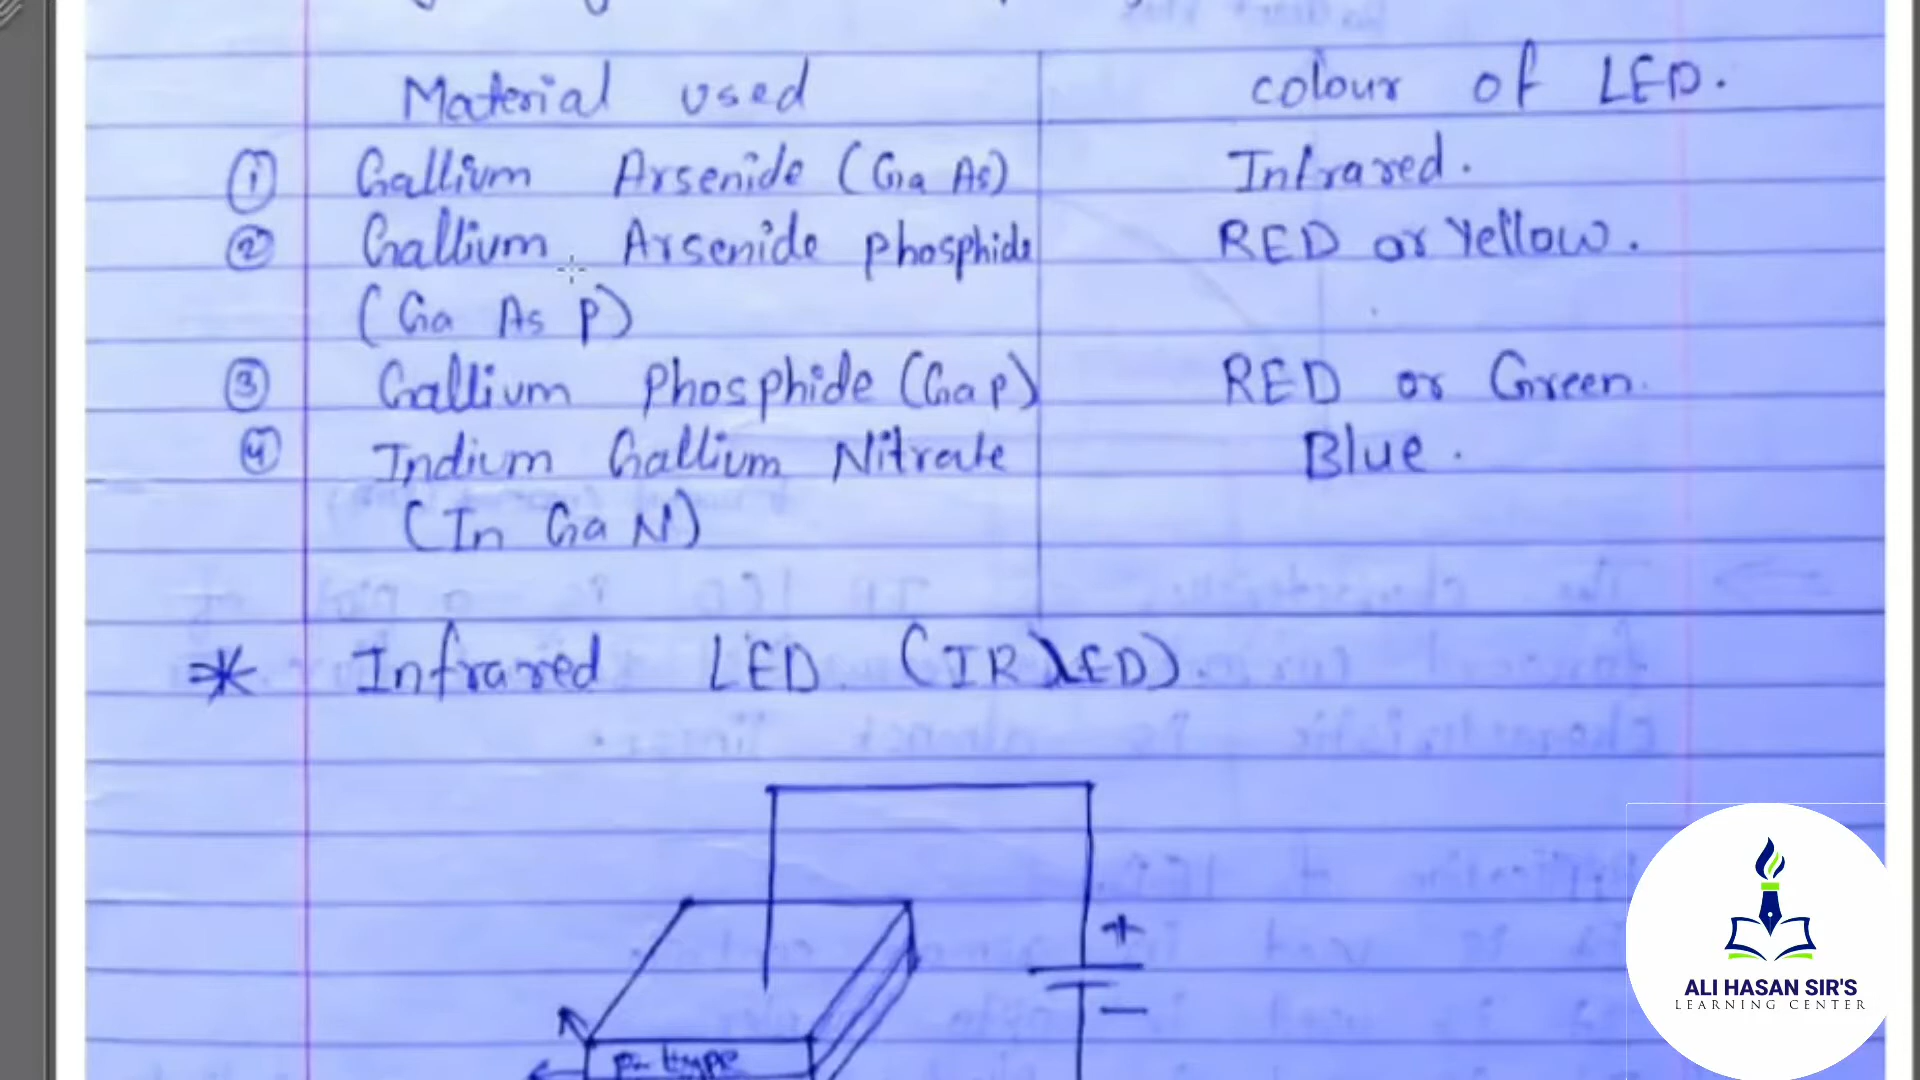 Material used colour of LED.
① Gallium Arsenide (Ga As) Infrared.
② Gallium Arsenide phosphide RED or Yellow.
(Ga As P)
③ Gallium Phosphide (Ga P) RED or Green.
④ Indium Gallium Nitrate Blue.
(In Ga N)
* Infrared LED (IR LED)
+
−
P- type
ALI HASAN SIR'S
LEARNING CENTER